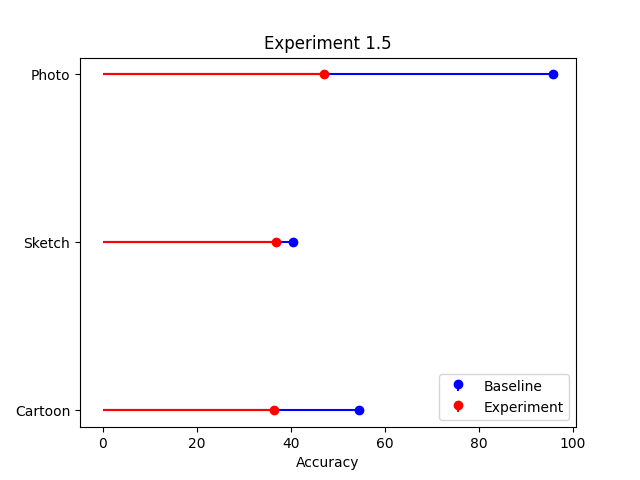 Experiment 1.5
Photo
Sketch
Cartoon
Baseline
Experiment
0 20 40 60 80 100
Accuracy